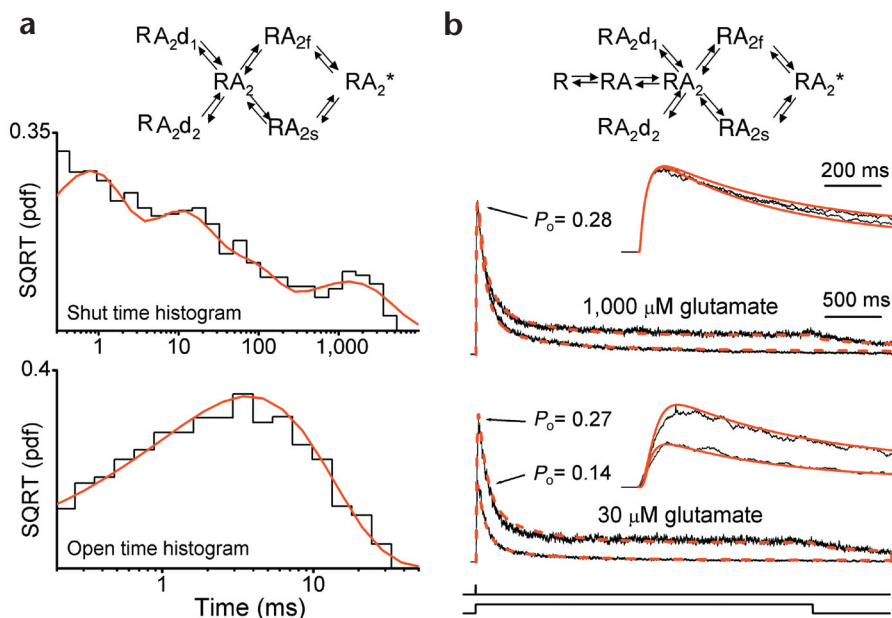 a
RA2d1
RA2f
RA2
RA2*
RA2d2
RA2s
0.35
SQRT (pdf)
Shut time histogram
1 10 100 1,000
0.4
SQRT (pdf)
Open time histogram
1 10
Time (ms)
b
RA2d1
RA2f
R RA RA2
RA2*
RA2d2
RA2s
200 ms
Po= 0.28
1,000 μM glutamate
500 ms
Po= 0.27
Po= 0.14
30 μM glutamate